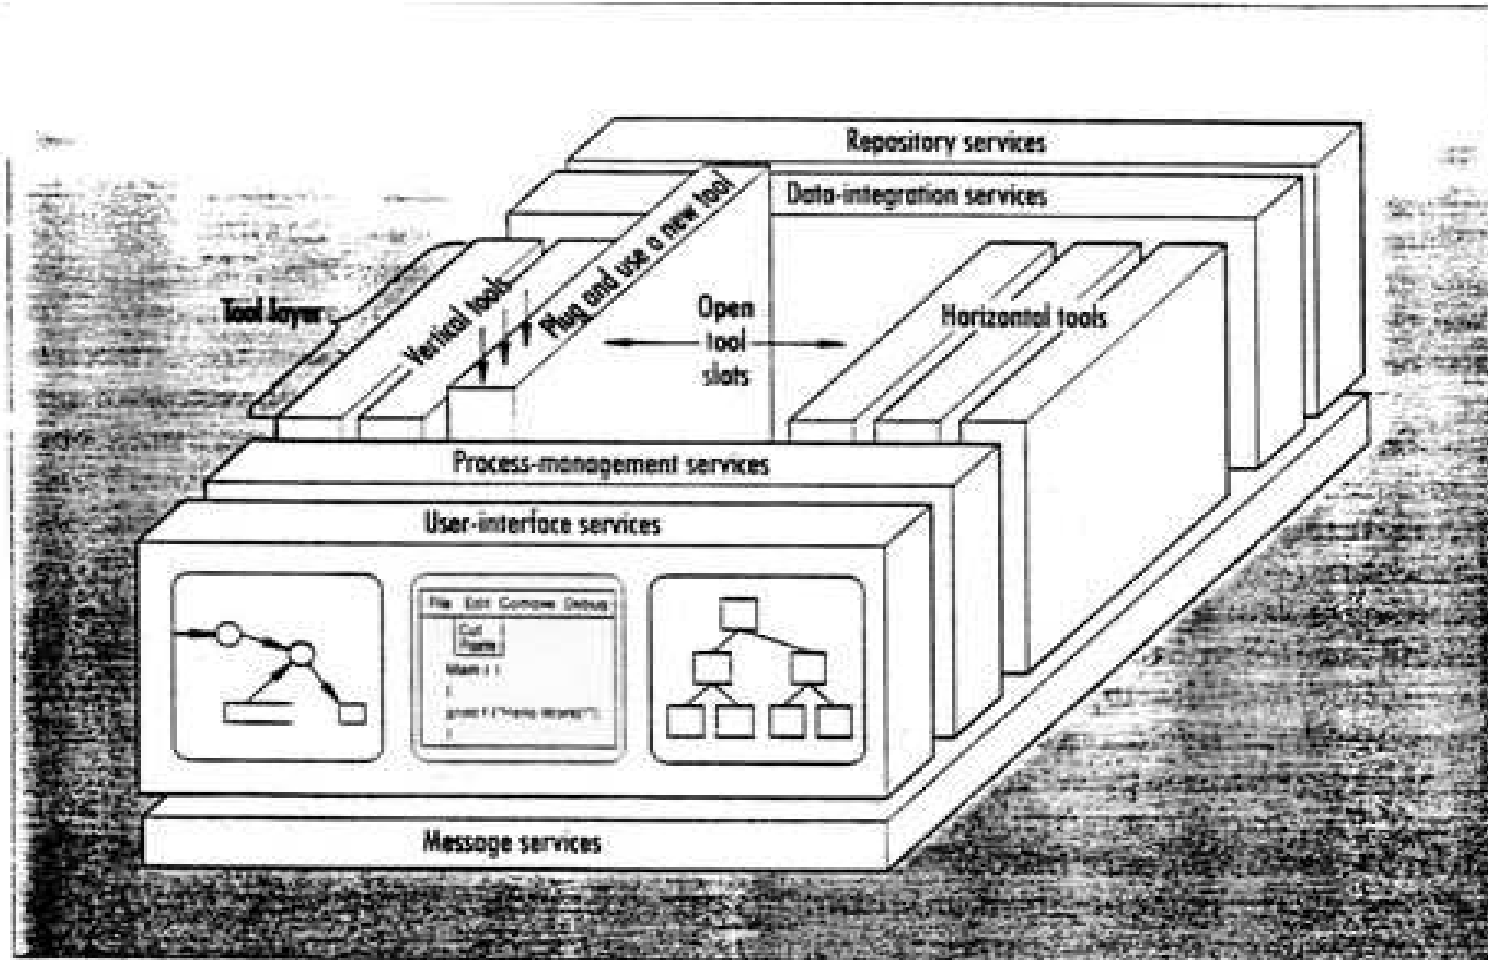 Repository services
Data-integration services
Plug and use a new tool
Vertical tools
Tool layer
Open
tool
slots
Horizontal tools
Process-management services
User-interface services
File Edit Compile Debug
Cut
Main ( )
Message services